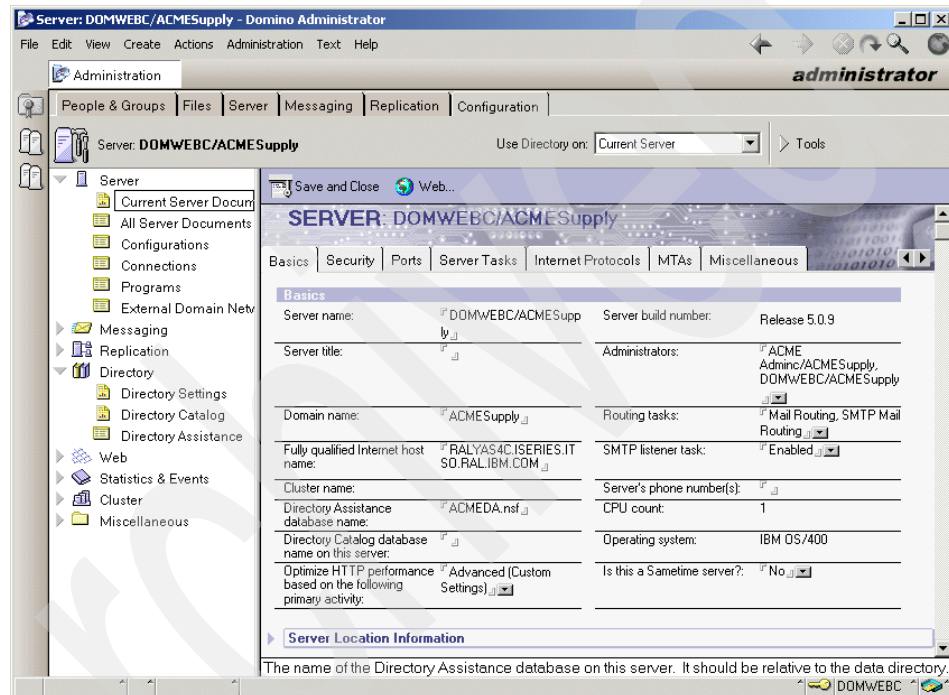 Server: DOMWEBC/ACMESupply - Domino Administrator
File Edit View Create Actions Administration Text Help
Administration
administrator
People & Groups Files Server Messaging Replication Configuration
Server: DOMWEBC/ACMESupply Use Directory on: Current Server Tools
Server
Current Server Docum
All Server Documents
Configurations
Connections
Programs
External Domain Netw
Messaging
Replication
Directory
Directory Settings
Directory Catalog
Directory Assistance
Web
Statistics & Events
Cluster
Miscellaneous
Save and Close Web...
SERVER: DOMWEBC/ACMESupply
Basics Security Ports Server Tasks Internet Protocols MTAs Miscellaneous
Basics
Server name: DOMWEBC/ACMESupp
ly
Server build number: Release 5.0.9
Server title:
Administrators: ACME
Adminc/ACMESupply,
DOMWEBC/ACMESupply
Domain name: ACMESupply
Routing tasks: Mail Routing, SMTP Mail
Routing
Fully qualified Internet host
name:
RALYAS4C.ISERIES.IT
SO.RAL.IBM.COM
SMTP listener task: Enabled
Cluster name:
Server's phone number(s):
Directory Assistance
database name:
ACMEDA.nsf
CPU count: 1
Directory Catalog database
name on this server:
Operating system: IBM OS/400
Optimize HTTP performance
based on the following
primary activity:
Advanced (Custom
Settings)
Is this a Sametime server?: No
Server Location Information
The name of the Directory Assistance database on this server. It should be relative to the data directory.
DOMWEBC